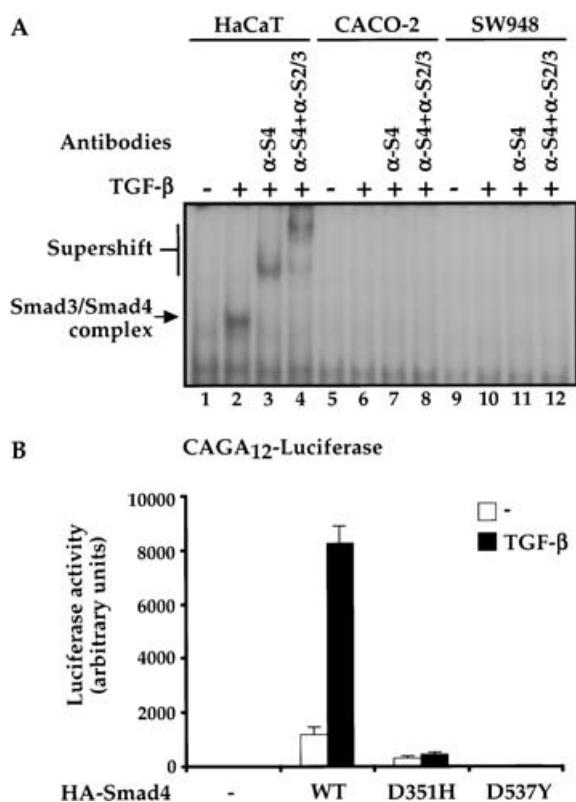 A
HaCaT CACO-2 SW948
Antibodies α-S4 α-S4+α-S2/3 α-S4 α-S4+α-S2/3 α-S4 α-S4+α-S2/3
TGF-β - + + + - + + + - + + +
Supershift
Smad3/Smad4
complex
1 2 3 4 5 6 7 8 9 10 11 12
B
CAGA12-Luciferase
Luciferase activity
(arbitrary units)
10000
8000
6000
4000
2000
0
-
TGF-β
HA-Smad4 - WT D351H D537Y